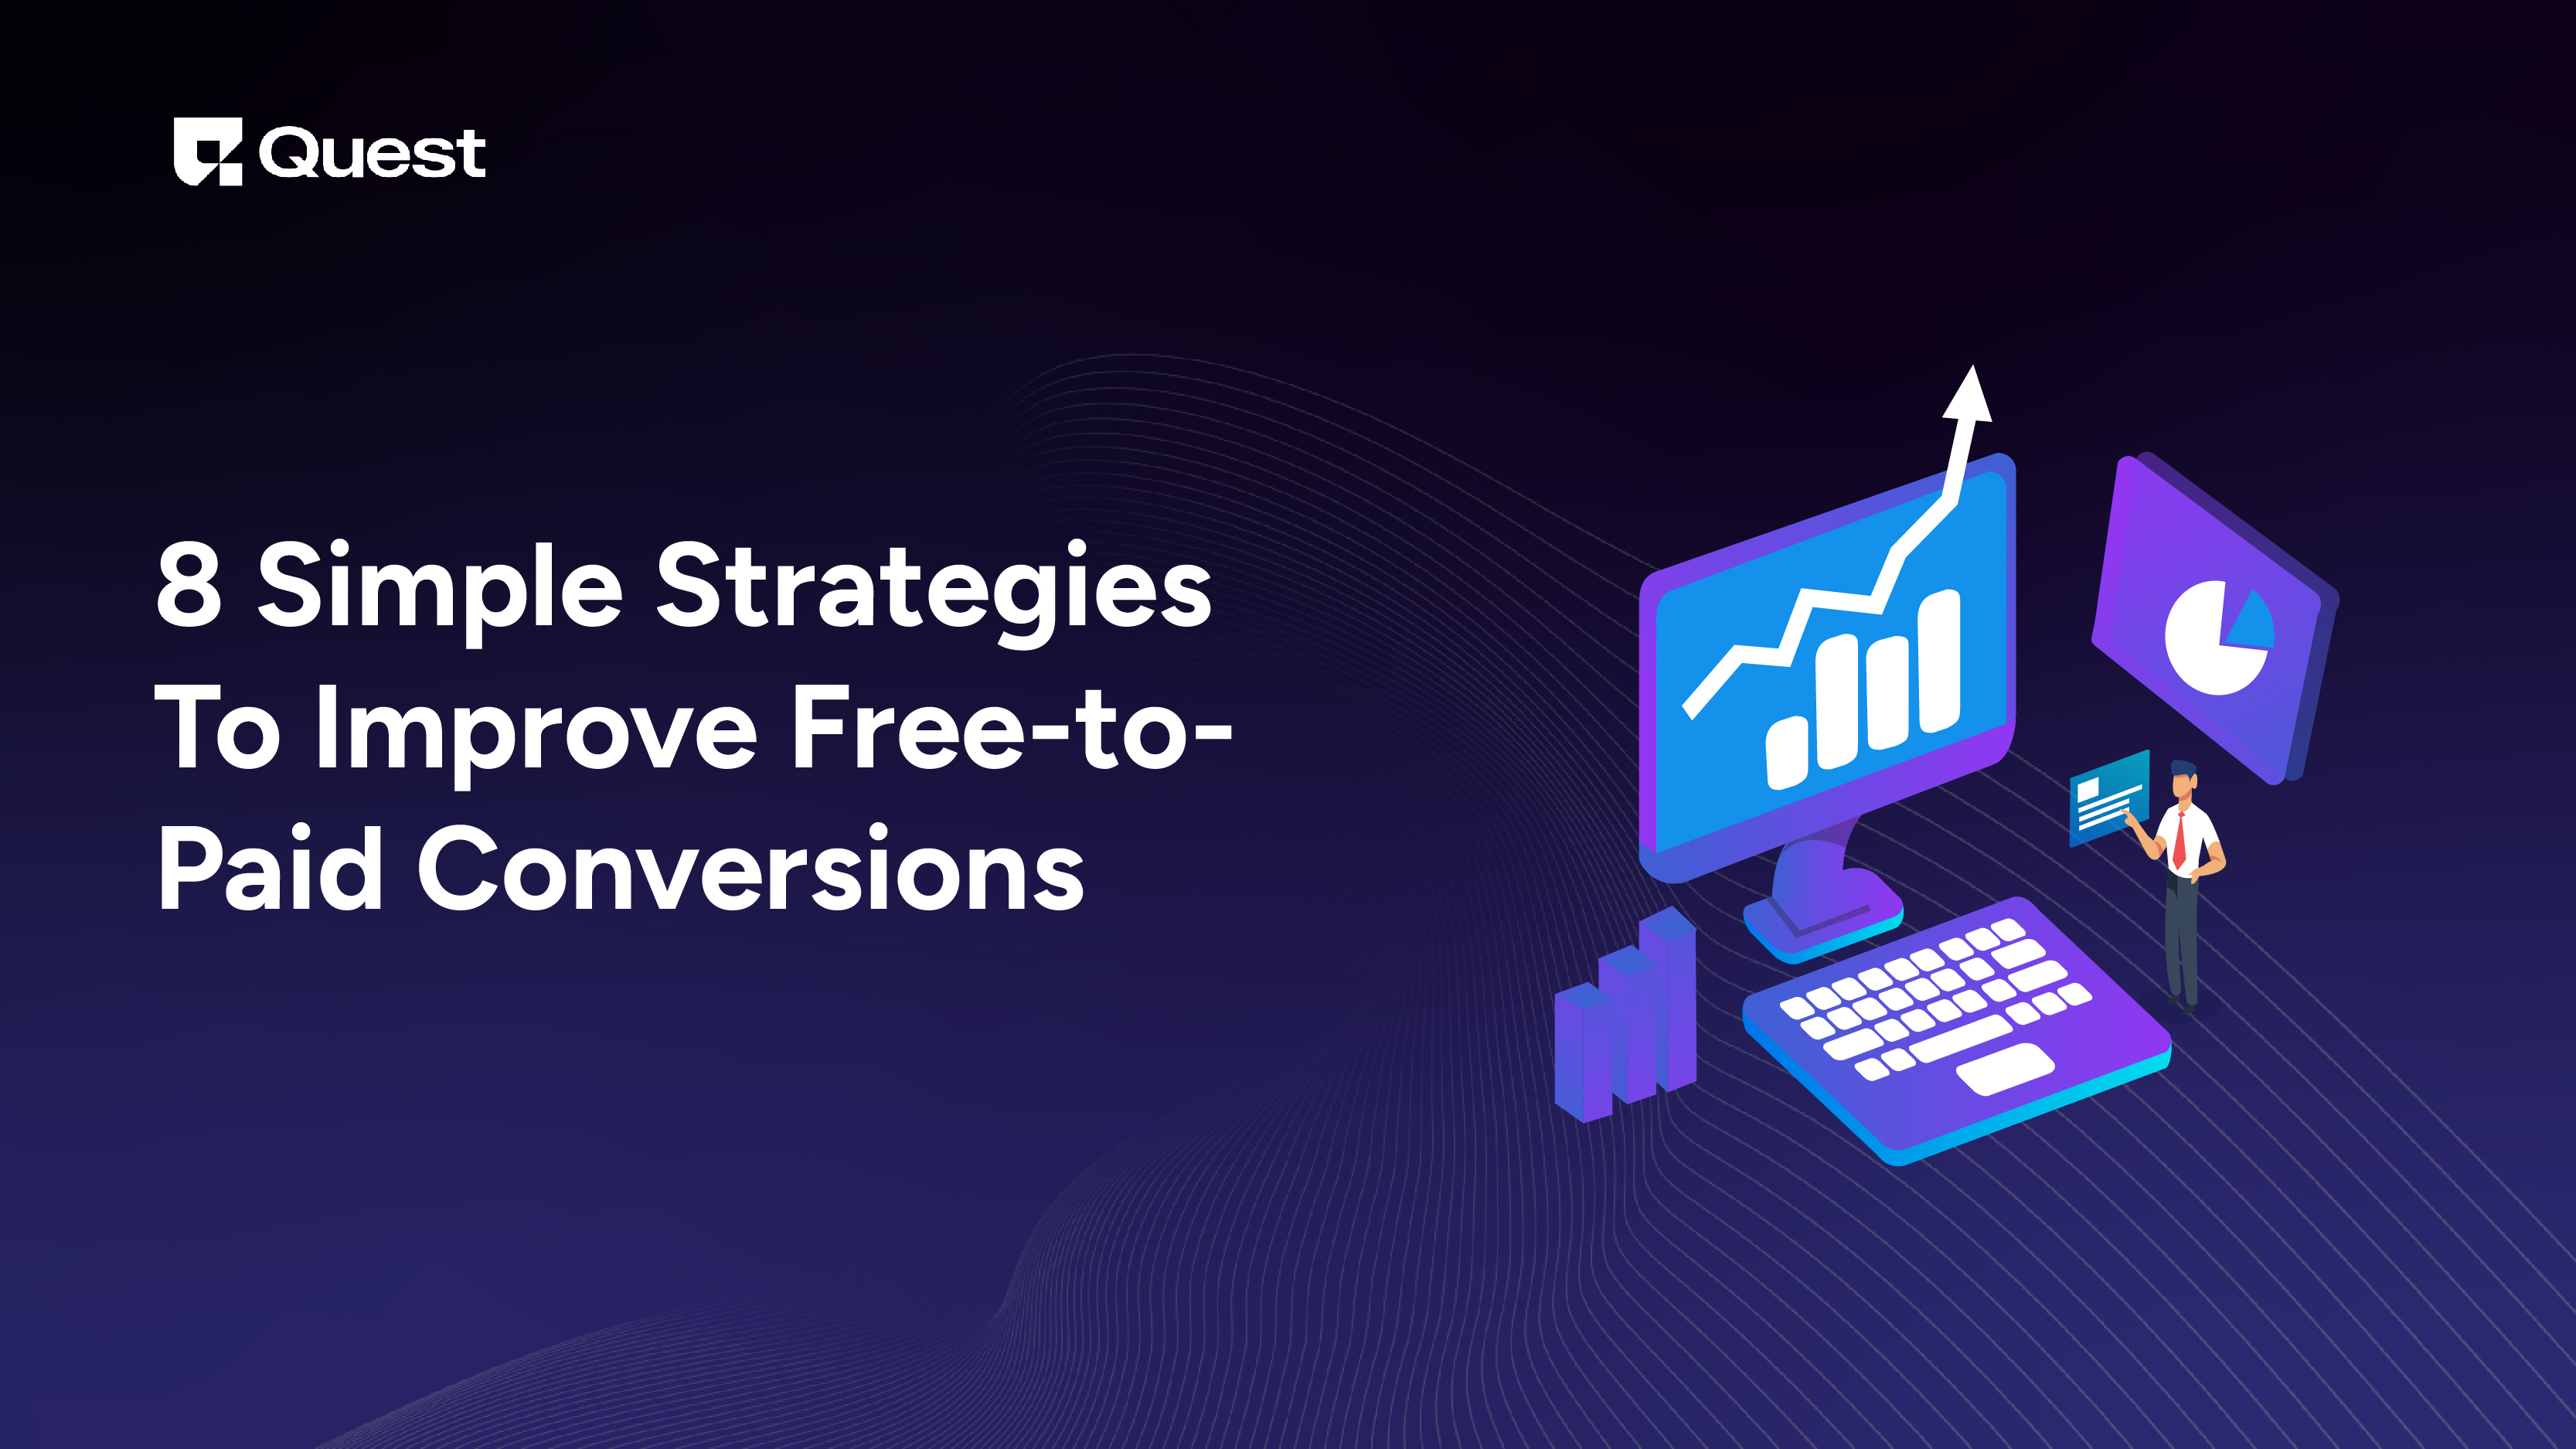 Quest
8 Simple Strategies
To Improve Free-to-
Paid Conversions